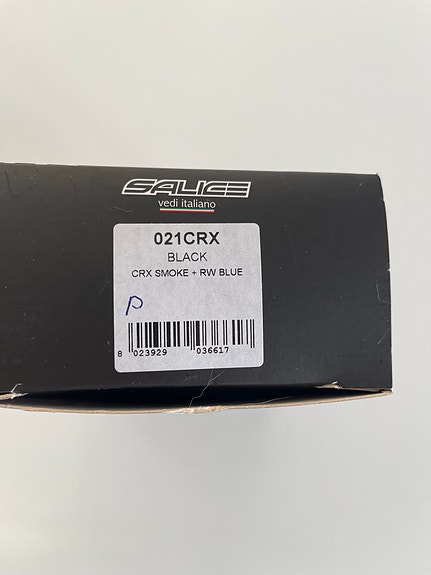 SALICE
vedi italiano
021CRX
BLACK
CRX SMOKE + RW BLUE
P
8 023929 036617